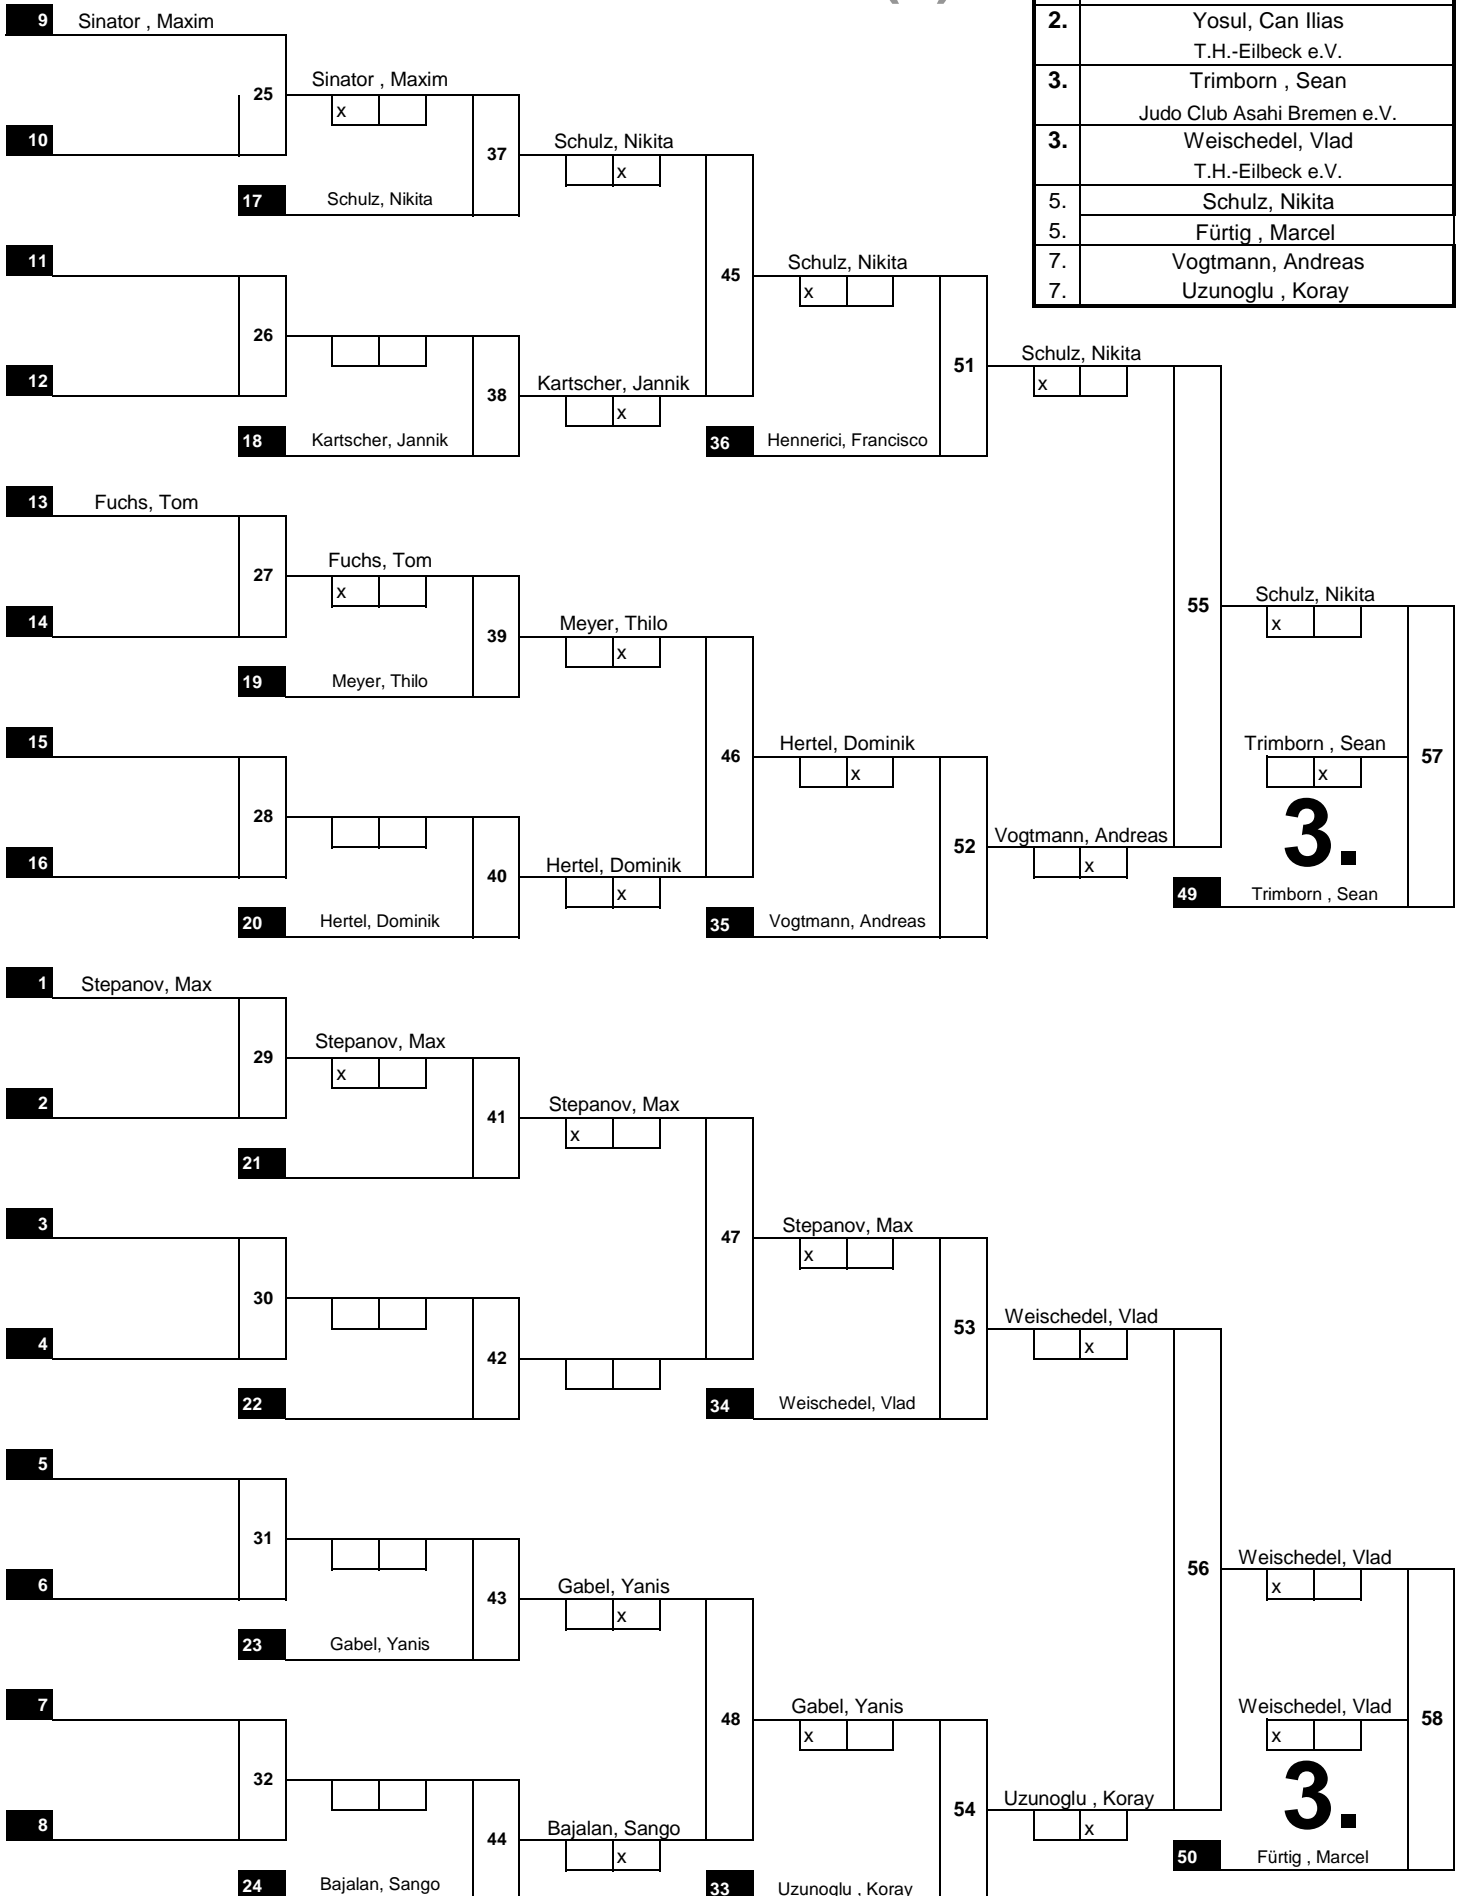 9 Sinator , Maxim
2. Yosul, Can Ilias
T.H.-Eilbeck e.V.
3. Trimborn , Sean
Judo Club Asahi Bremen e.V.
3. Weischedel, Vlad
T.H.-Eilbeck e.V.
5. Schulz, Nikita
5. Fürtig , Marcel
7. Vogtmann, Andreas
7. Uzunoglu , Koray
Sinator , Maxim
25
x
10
Schulz, Nikita
37
x
17 Schulz, Nikita
11
Schulz, Nikita
45
x
26
Schulz, Nikita
51
x
12
Kartscher, Jannik
38
x
18 Kartscher, Jannik
36 Hennerici, Francisco
13 Fuchs, Tom
Fuchs, Tom
27
x
Schulz, Nikita
55
x
14
Meyer, Thilo
39
x
19 Meyer, Thilo
15
Hertel, Dominik
Trimborn , Sean
46
57
x
x
28
3.
Vogtmann, Andreas
52
x
16
Hertel, Dominik
40
x
49 Trimborn , Sean
20 Hertel, Dominik
35 Vogtmann, Andreas
1 Stepanov, Max
Stepanov, Max
29
x
2
Stepanov, Max
41
x
21
3
Stepanov, Max
47
x
30
Weischedel, Vlad
53
x
4
42
22
34 Weischedel, Vlad
5
31
Weischedel, Vlad
56
x
6
Gabel, Yanis
43
x
23 Gabel, Yanis
7
Gabel, Yanis
Weischedel, Vlad
48
58
x
x
32
3.
Uzunoglu , Koray
54
x
8
Bajalan, Sango
44
x
50 Fürtig , Marcel
24 Bajalan, Sango
33 Uzunoglu , Koray